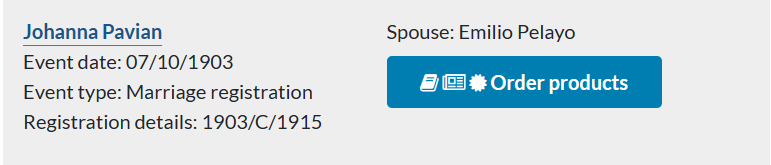 Johanna Pavian
Event date: 07/10/1903
Event type: Marriage registration
Registration details: 1903/C/1915
Spouse: Emilio Pelayo
Order products